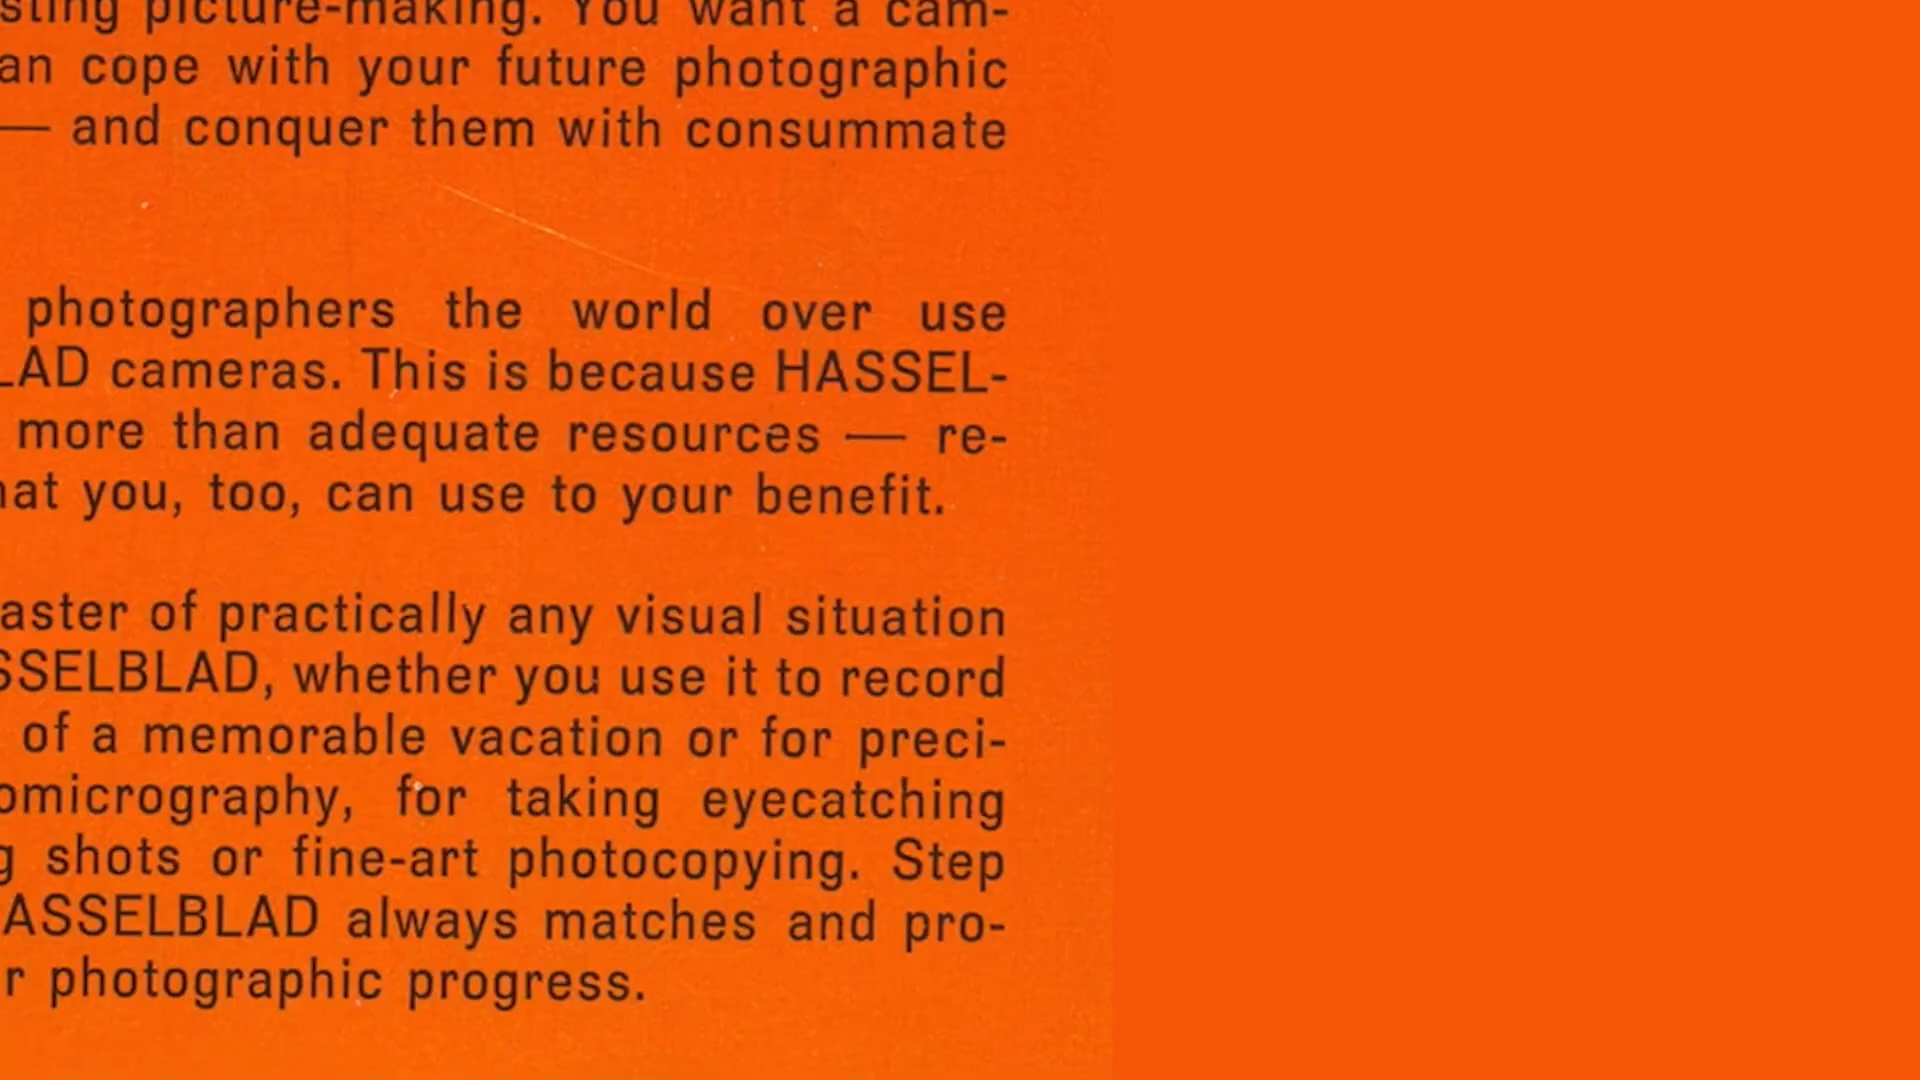 sting picture-making. You want a cam-
an cope with your future photographic
— and conquer them with consummate
photographers the world over use
LAD cameras. This is because HASSEL-
more than adequate resources — re-
hat you, too, can use to your benefit.
aster of practically any visual situation
SSELBLAD, whether you use it to record
of a memorable vacation or for preci-
omicrography, for taking eyecatching
g shots or fine-art photocopying. Step
ASSELBLAD always matches and pro-
r photographic progress.